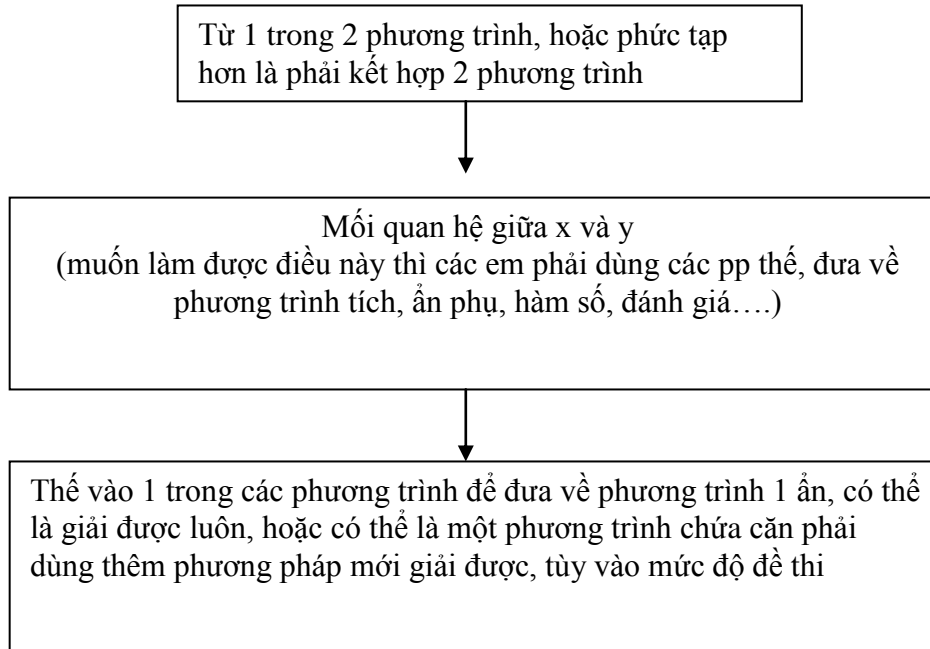 Từ 1 trong 2 phương trình, hoặc phức tạp
hơn là phải kết hợp 2 phương trình
Mối quan hệ giữa x và y
(muốn làm được điều này thì các em phải dùng các pp thế, đưa về
phương trình tích, ẩn phụ, hàm số, đánh giá….)
Thế vào 1 trong các phương trình để đưa về phương trình 1 ẩn, có thể
là giải được luôn, hoặc có thể là một phương trình chứa căn phải
dùng thêm phương pháp mới giải được, tùy vào mức độ đề thi